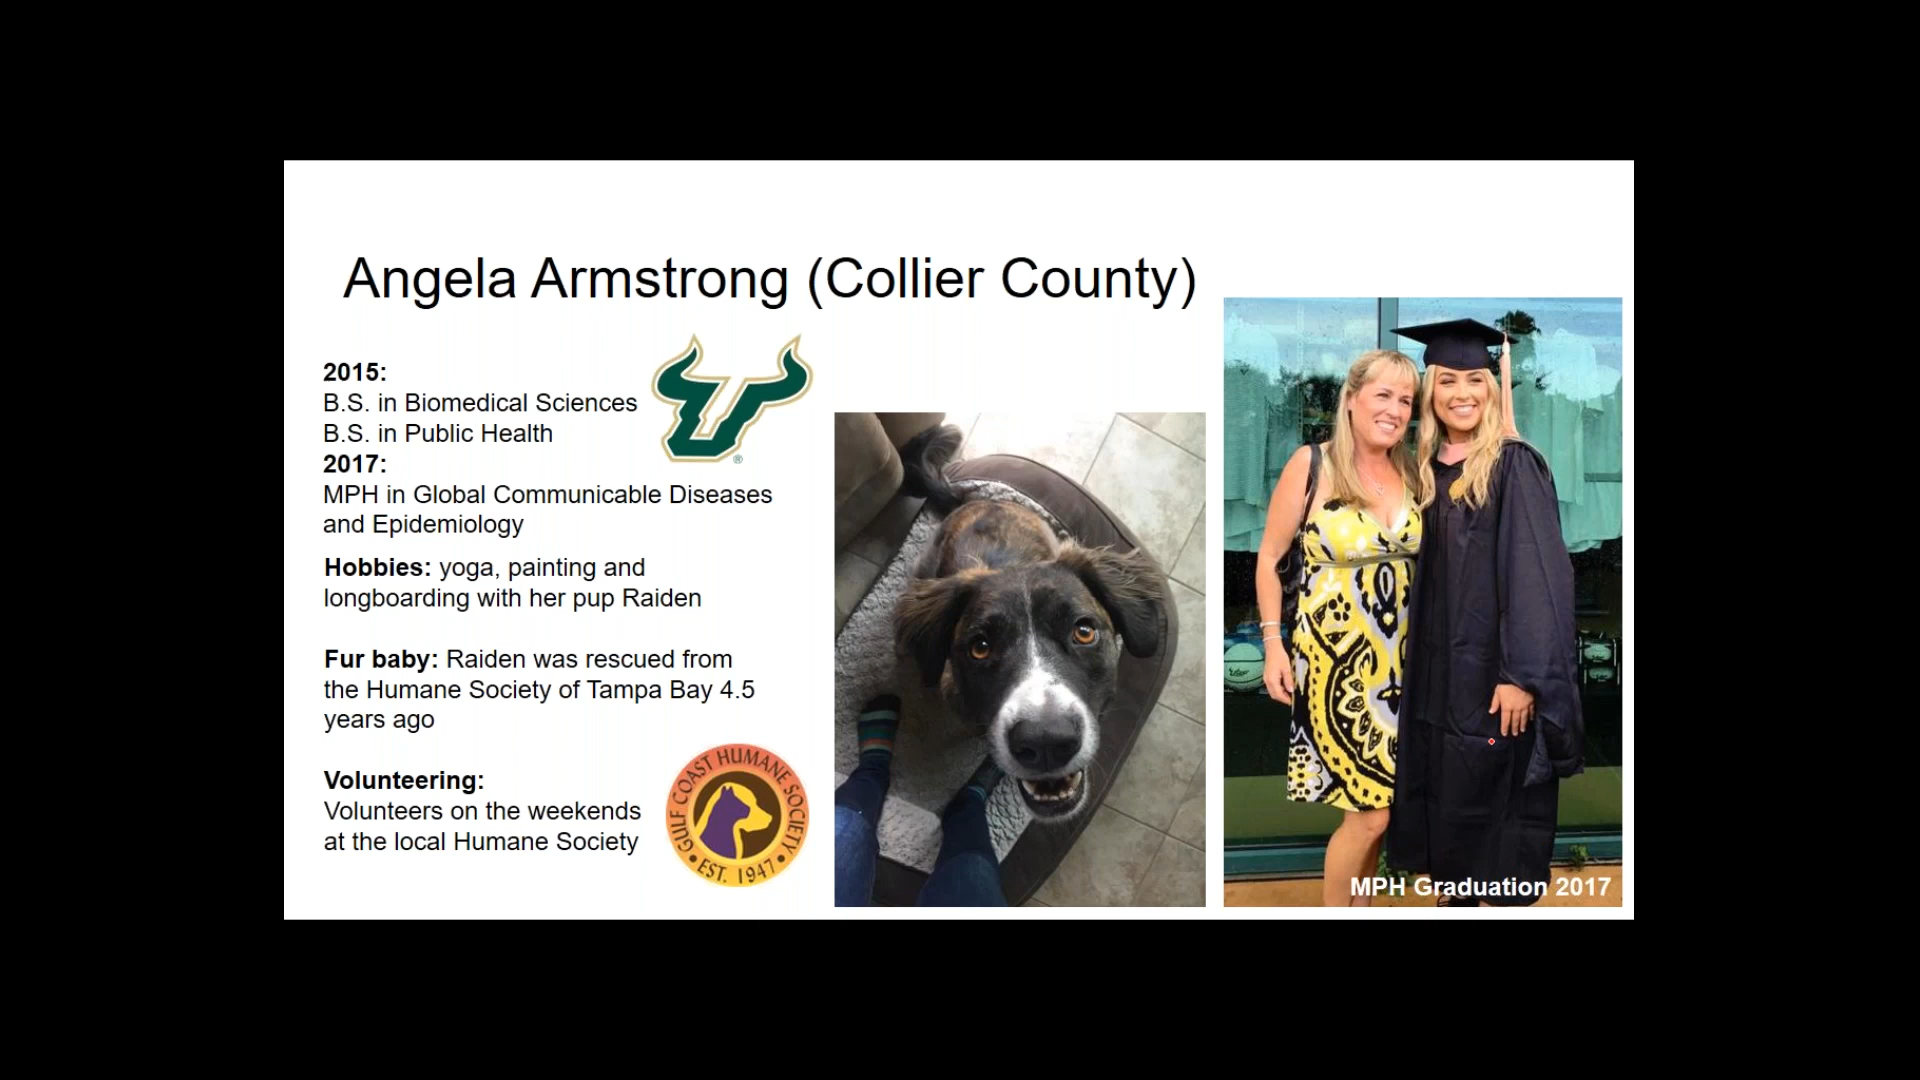 Angela Armstrong (Collier County)
2015:
B.S. in Biomedical Sciences
B.S. in Public Health
2017:
MPH in Global Communicable Diseases
and Epidemiology
Hobbies: yoga, painting and
longboarding with her pup Raiden
Fur baby: Raiden was rescued from
the Humane Society of Tampa Bay 4.5
years ago
Volunteering:
Volunteers on the weekends
at the local Humane Society
U
®
GULF COAST HUMANE SOCIETY
• EST. 1947 •
MPH Graduation 2017